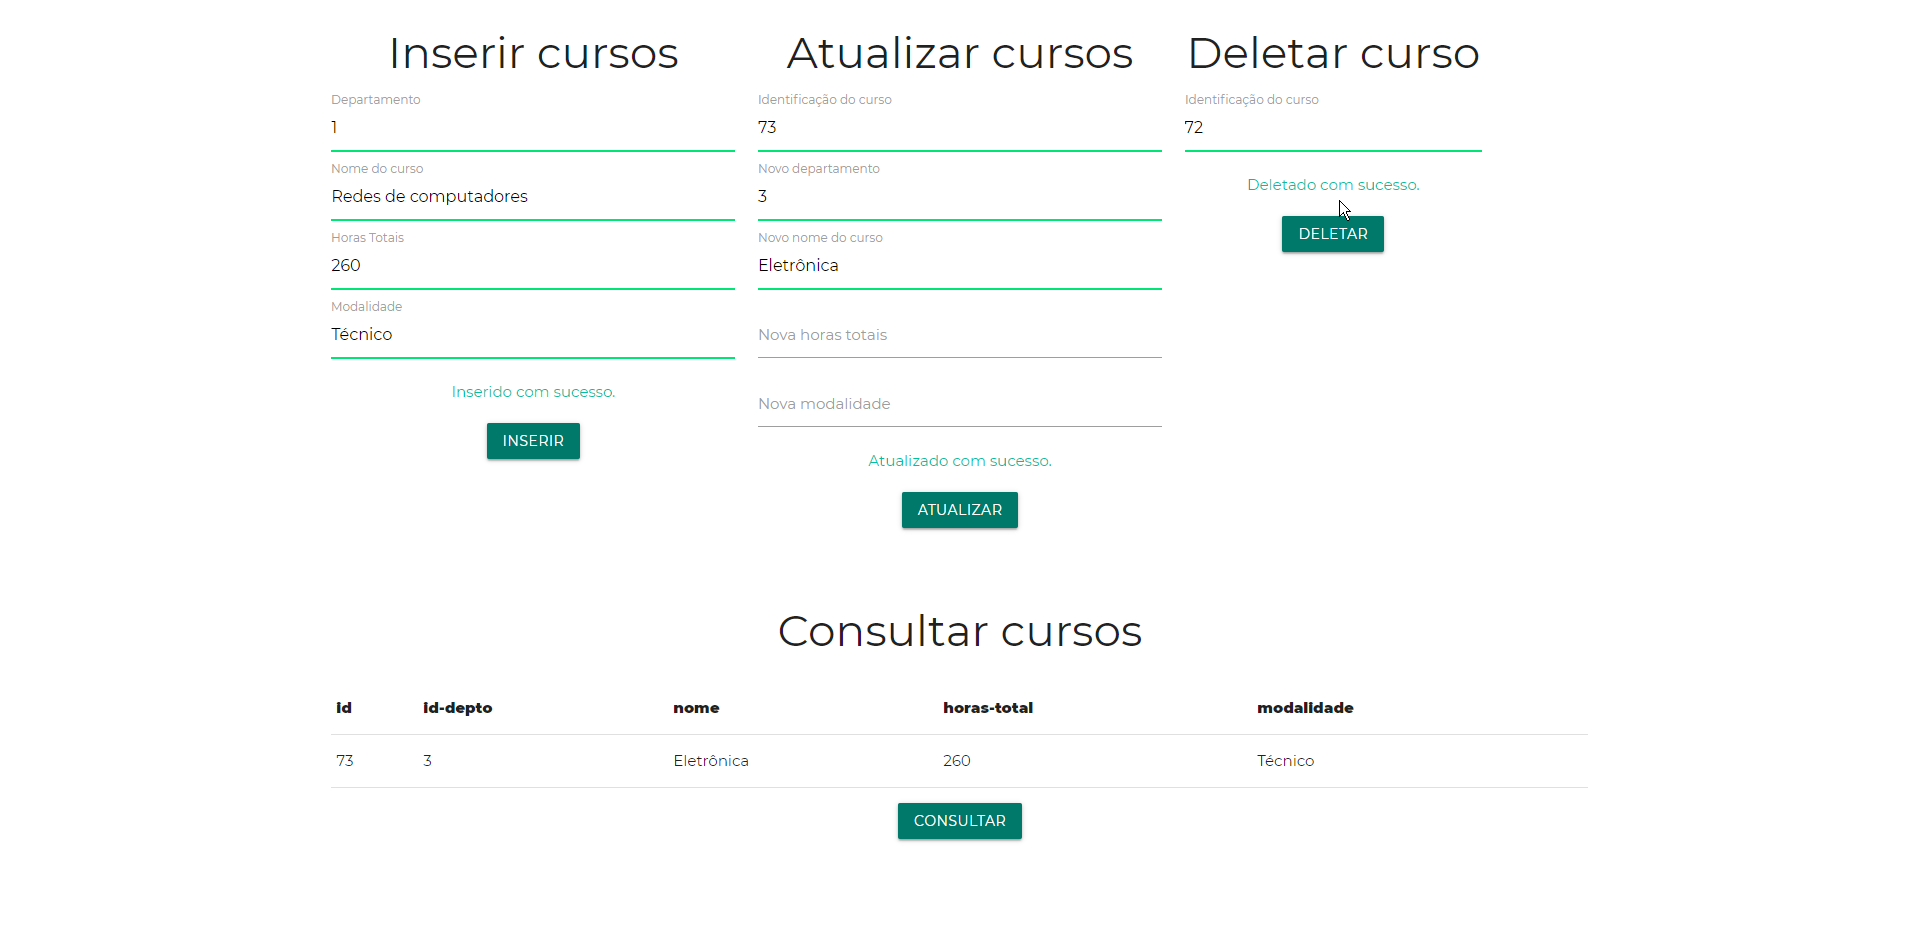 Inserir cursos
Departamento
1
Nome do curso
Redes de computadores
Horas Totais
260
Modalidade
Técnico
Inserido com sucesso.
INSERIR
Atualizar cursos
Identificação do curso
73
Novo departamento
3
Novo nome do curso
Eletrônica
Nova horas totais
Nova modalidade
Atualizado com sucesso.
ATUALIZAR
Deletar curso
Identificação do curso
72
Deletado com sucesso.
DELETAR
Consultar cursos
id id-depto nome horas-total modalidade
73 3 Eletrônica 260 Técnico
CONSULTAR